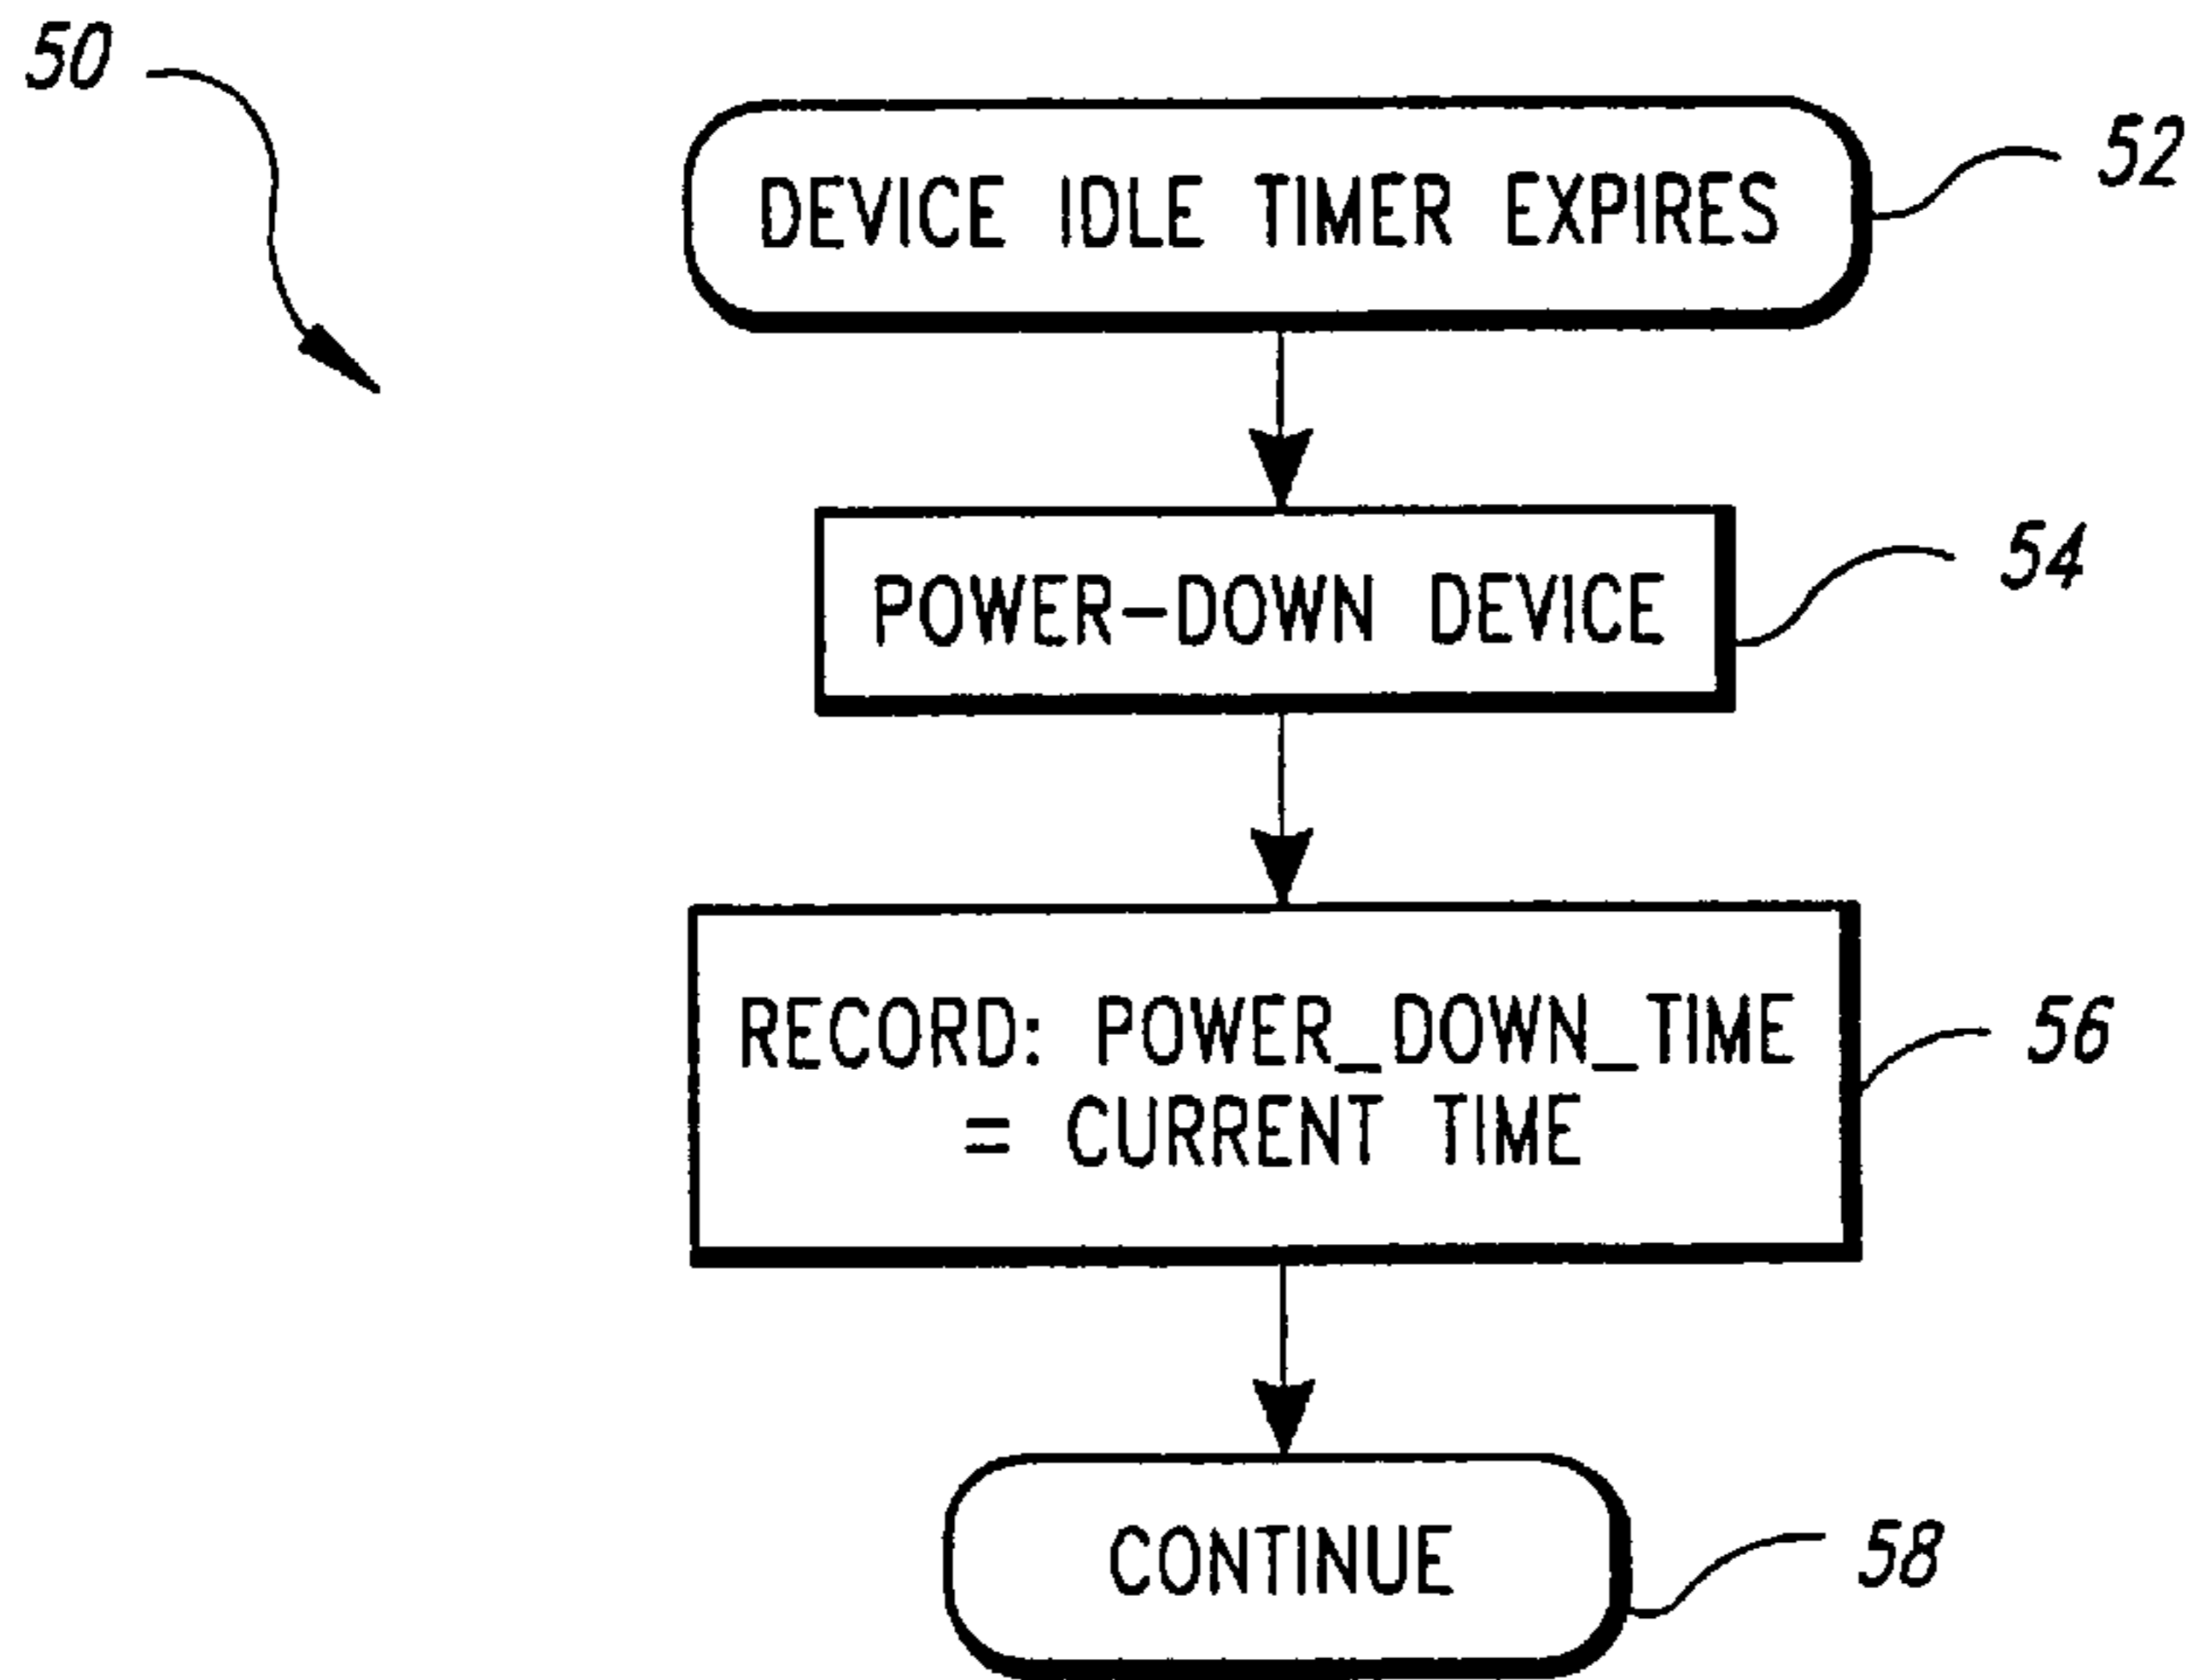 50
DEVICE IDLE TIMER EXPIRES
52
POWER-DOWN DEVICE
54
RECORD: POWER_DOWN_TIME
= CURRENT TIME
56
CONTINUE
58